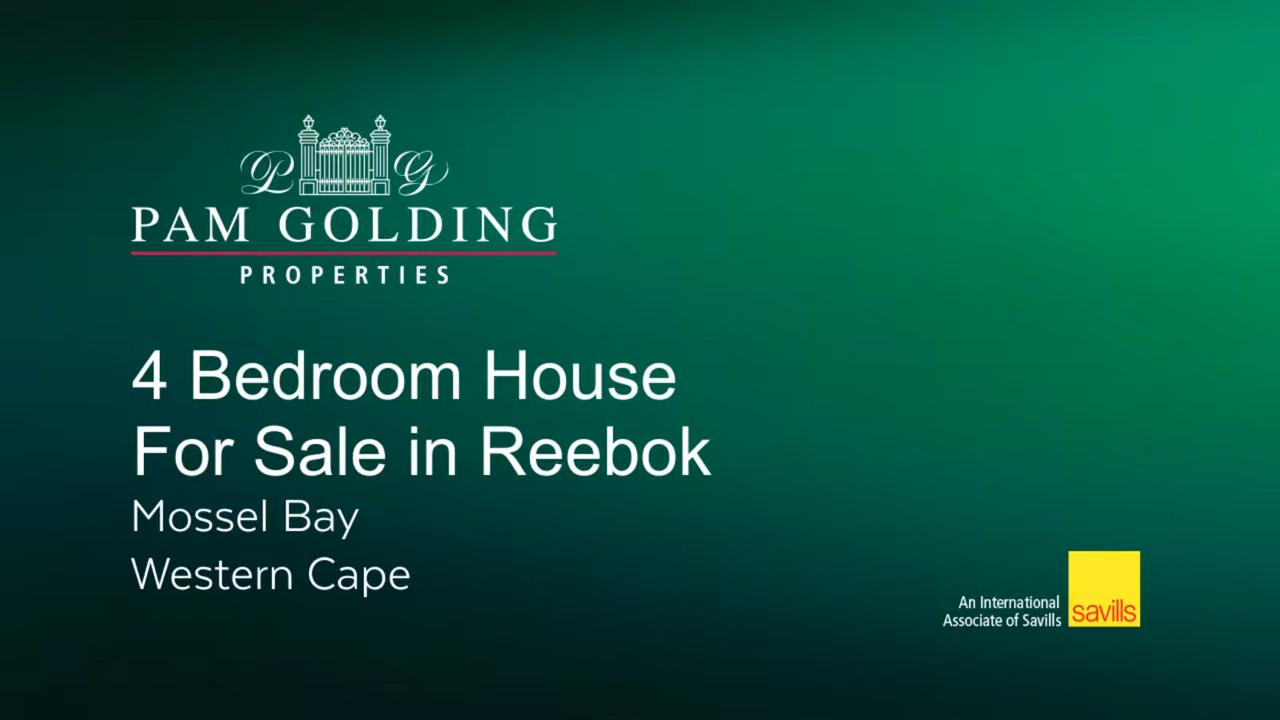 P G
PAM GOLDING
PROPERTIES
4 Bedroom House
For Sale in Reebok
Mossel Bay
Western Cape
An International
Associate of Savills
savills